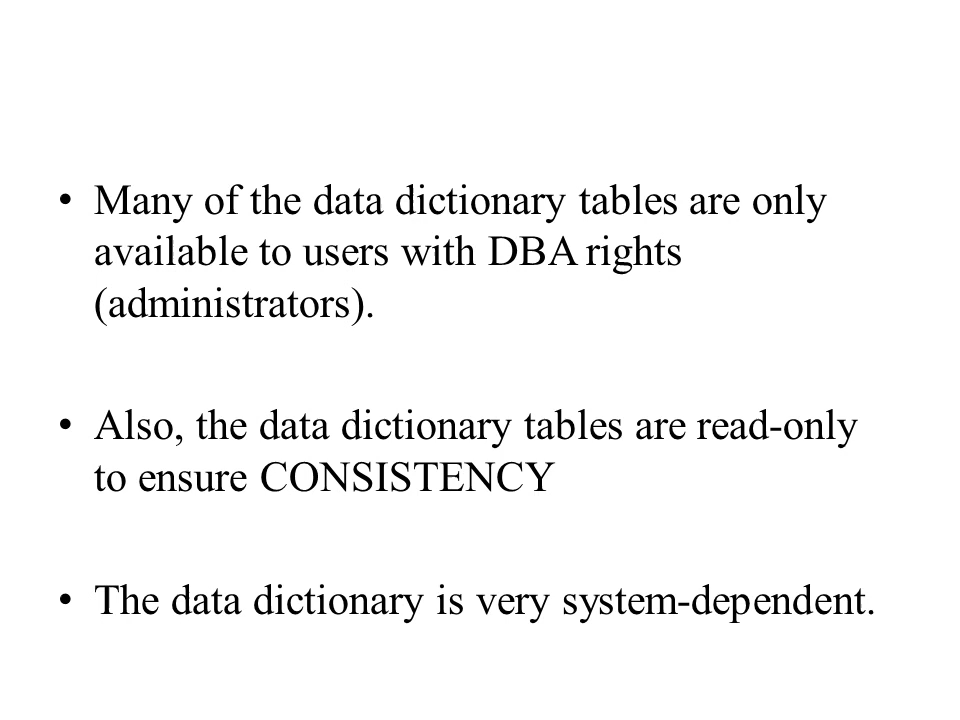 • Many of the data dictionary tables are only
available to users with DBA rights
(administrators).
• Also, the data dictionary tables are read-only
to ensure CONSISTENCY
• The data dictionary is very system-dependent.